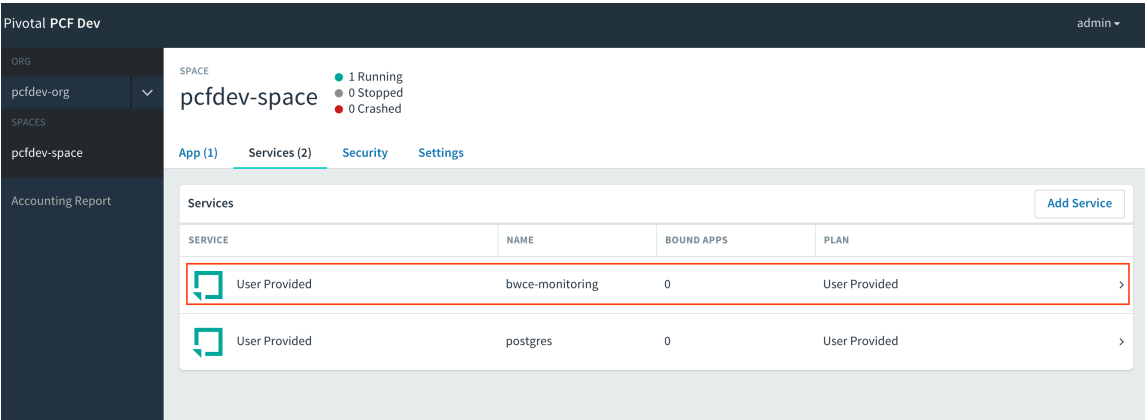 Pivotal PCF Dev
admin
ORG
pcfdev-org
SPACES
pcfdev-space
Accounting Report
SPACE
pcfdev-space
1 Running
0 Stopped
0 Crashed
App (1) Services (2) Security Settings
Services Add Service
SERVICE NAME BOUND APPS PLAN
User Provided bwce-monitoring 0 User Provided
User Provided postgres 0 User Provided